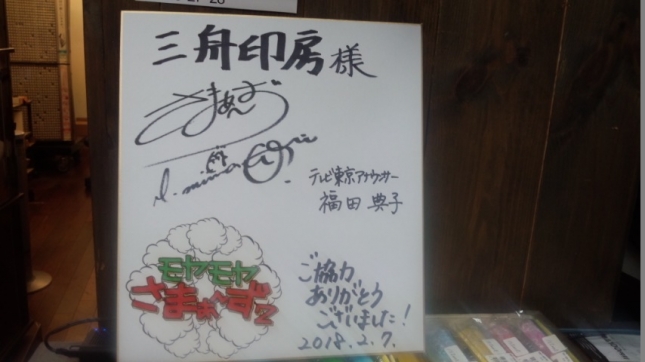 三舟印房様
さまぁ〜ず
テレビ東京アナウンサー
福田典子
モヤモヤ
さまぁ〜ず2
ご協力
ありがとう
ございました!
2018.2.7.